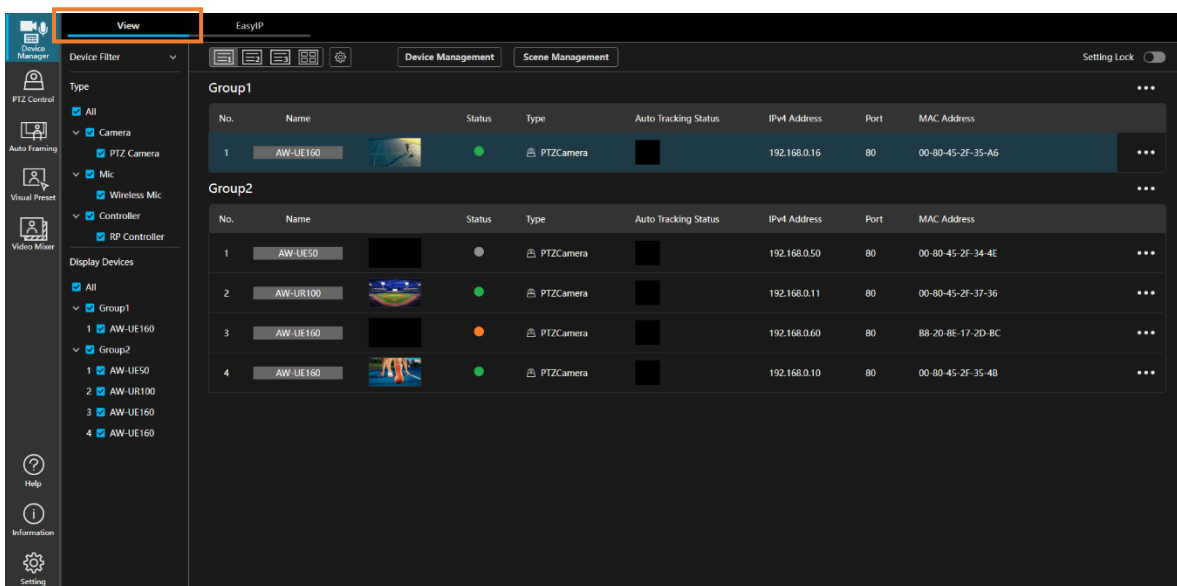 View
EasyIP
Device
Manager
PTZ Control
Auto Framing
Visual Preset
Video Mixer
Help
Information
Setting
Device Filter
Type
All
Camera
PTZ Camera
Mic
Wireless Mic
Controller
RP Controller
Display Devices
All
Group1
1 AW-UE160
Group2
1 AW-UE50
2 AW-UR100
3 AW-UE160
4 AW-UE160
1 2 3 Device Management Scene Management Setting Lock
Group1
No. Name Status Type Auto Tracking Status IPv4 Address Port MAC Address
1 AW-UE160 PTZCamera 192.168.0.16 80 00-80-45-2F-35-A6
Group2
No. Name Status Type Auto Tracking Status IPv4 Address Port MAC Address
1 AW-UE50 PTZCamera 192.168.0.50 80 00-80-45-2F-34-4E
2 AW-UR100 PTZCamera 192.168.0.11 80 00-80-45-2F-37-36
3 AW-UE160 PTZCamera 192.168.0.60 80 B8-20-8E-17-2D-BC
4 AW-UE160 PTZCamera 192.168.0.10 80 00-80-45-2F-35-4B